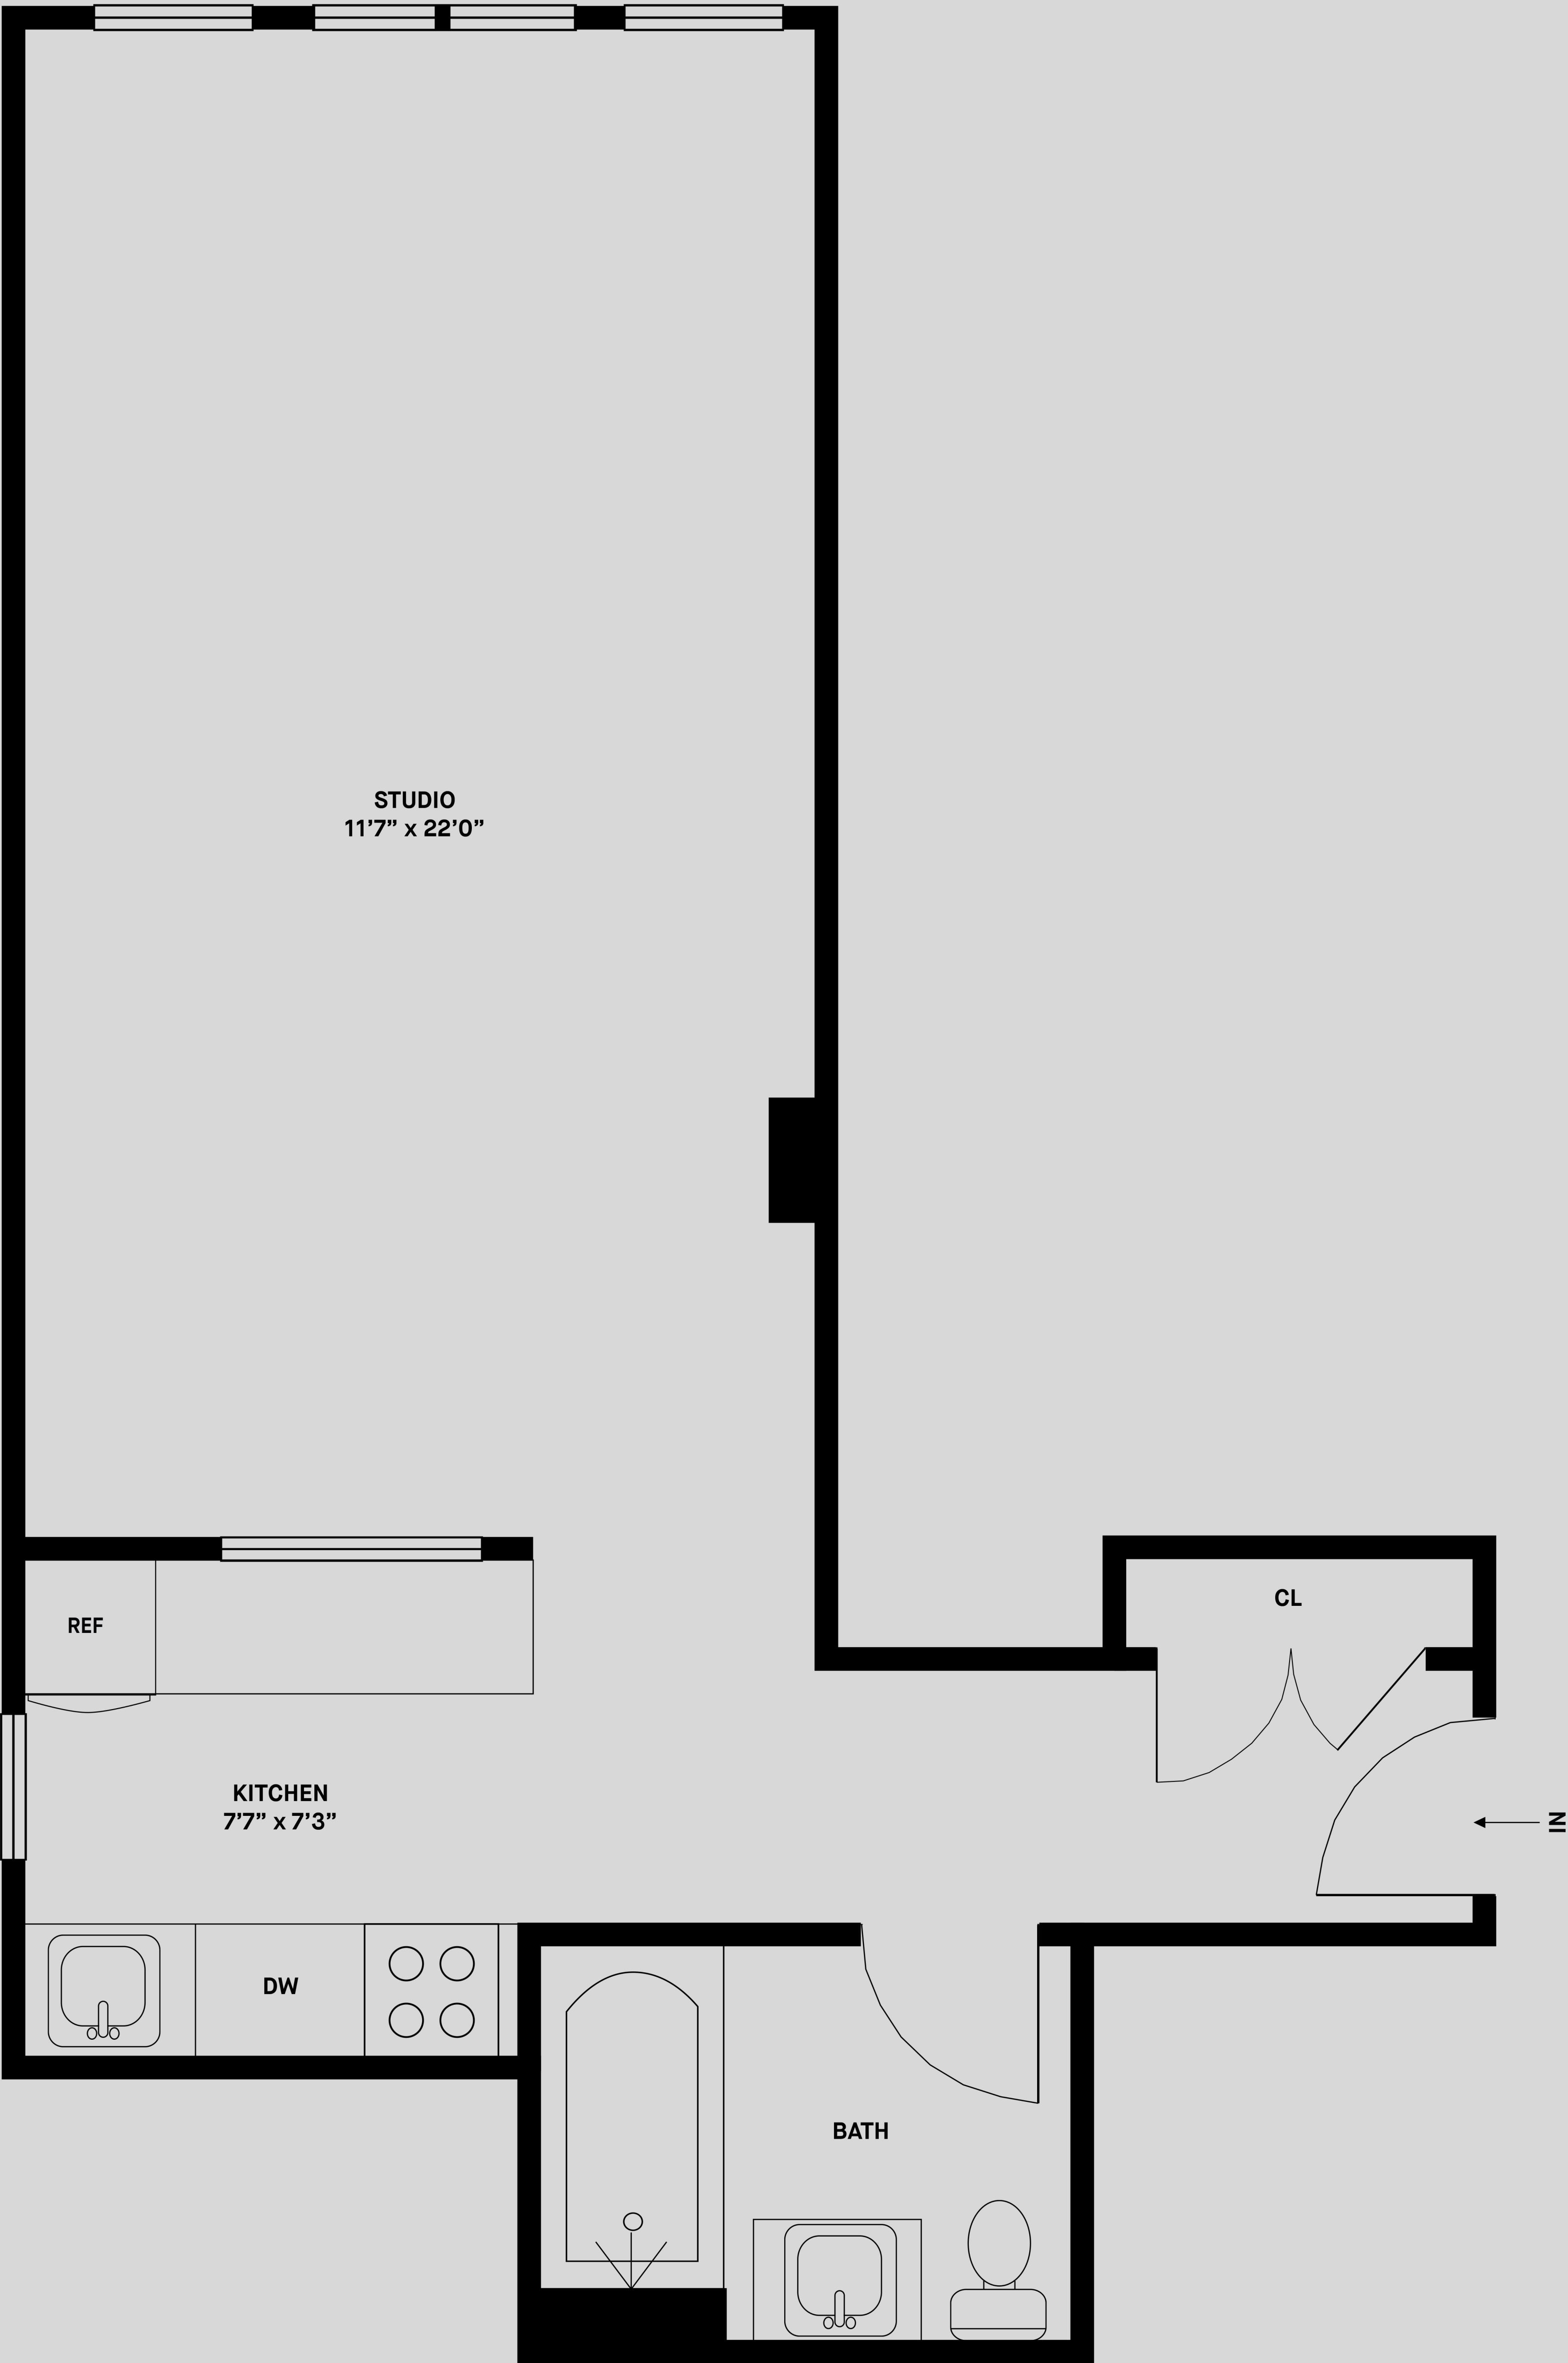 STUDIO
11’7” x 22’0”
REF
CL
KITCHEN
7’7” x 7’3”
IN
DW
BATH